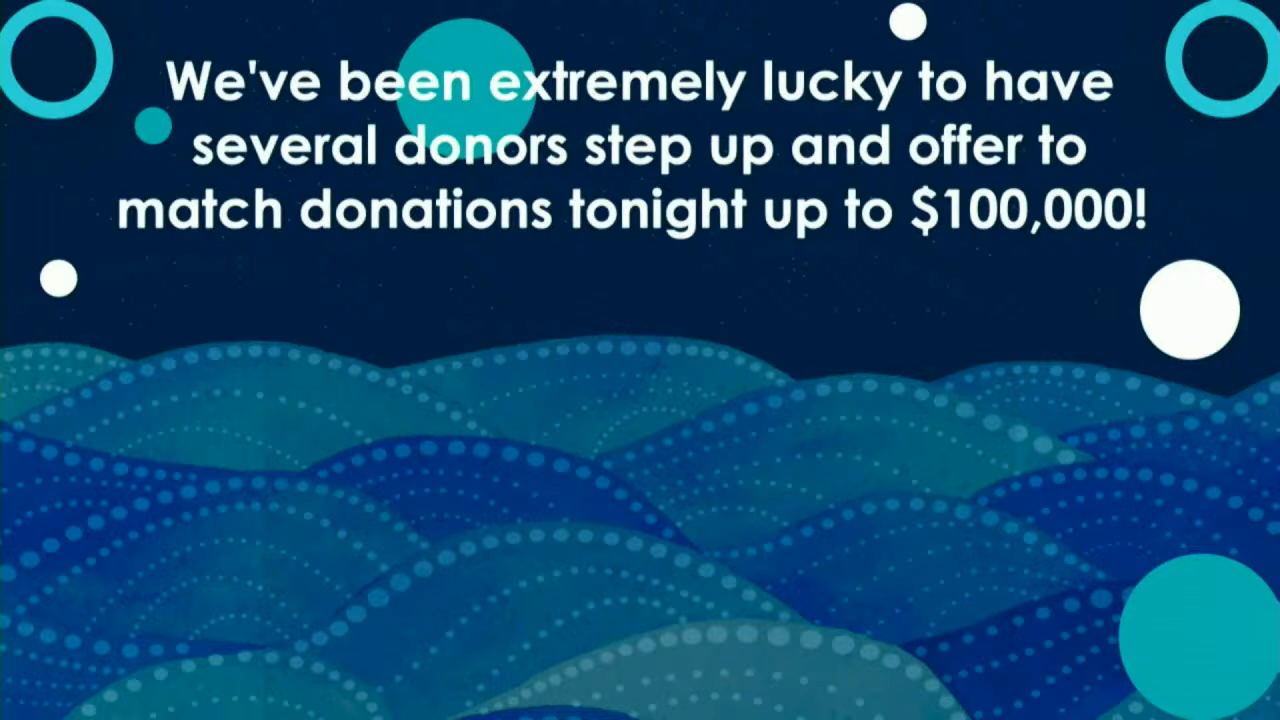 We've been extremely lucky to have
several donors step up and offer to
match donations tonight up to $100,000!